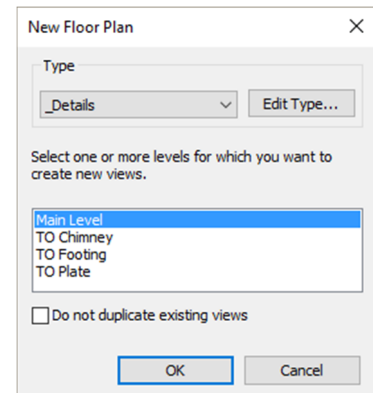 New Floor Plan
Type
_Details
Edit Type...
Select one or more levels for which you want to
create new views.
Main Level
TO Chimney
TO Footing
TO Plate
Do not duplicate existing views
OK
Cancel